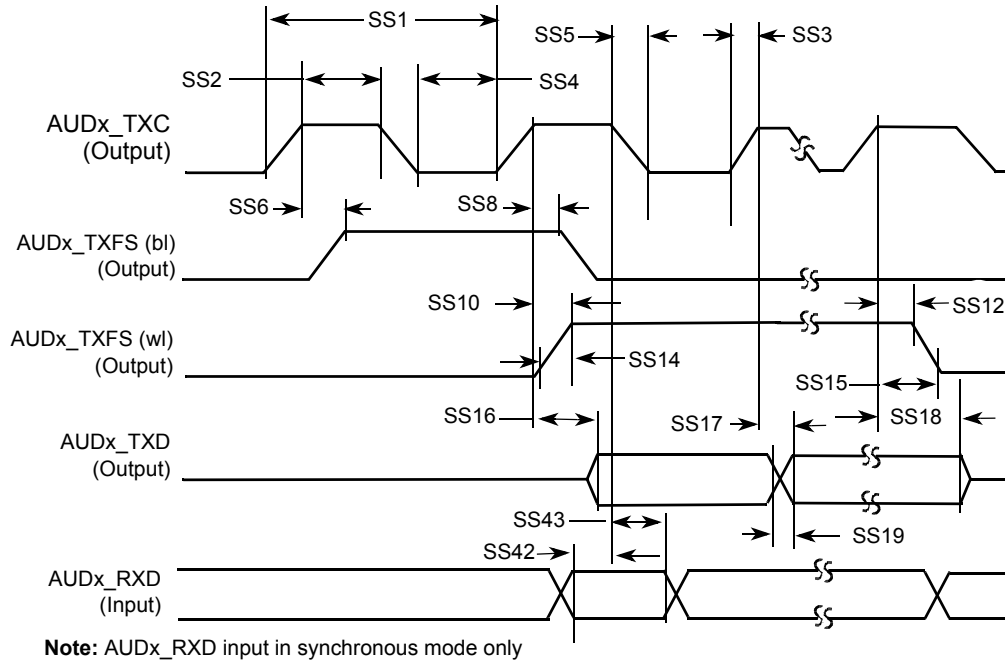 SS1
SS5
SS3
SS2
SS4
AUDx_TXC
(Output)
SS6
SS8
AUDx_TXFS (bl)
(Output)
SS10
SS12
AUDx_TXFS (wl)
(Output)
SS14
SS15
SS16
SS17
SS18
AUDx_TXD
(Output)
SS43
SS19
SS42
AUDx_RXD
(Input)
Note: AUDx_RXD input in synchronous mode only